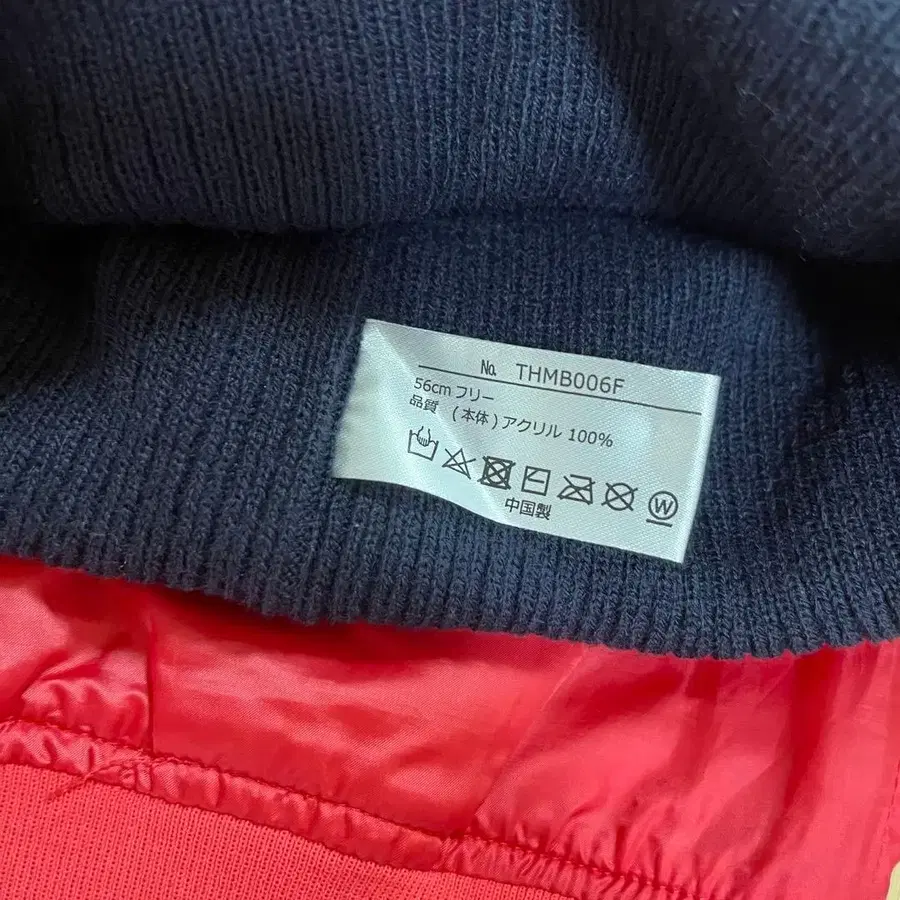 № THMB006F
56cm フリー
品質 (本体) アクリル 100%
W
中国製